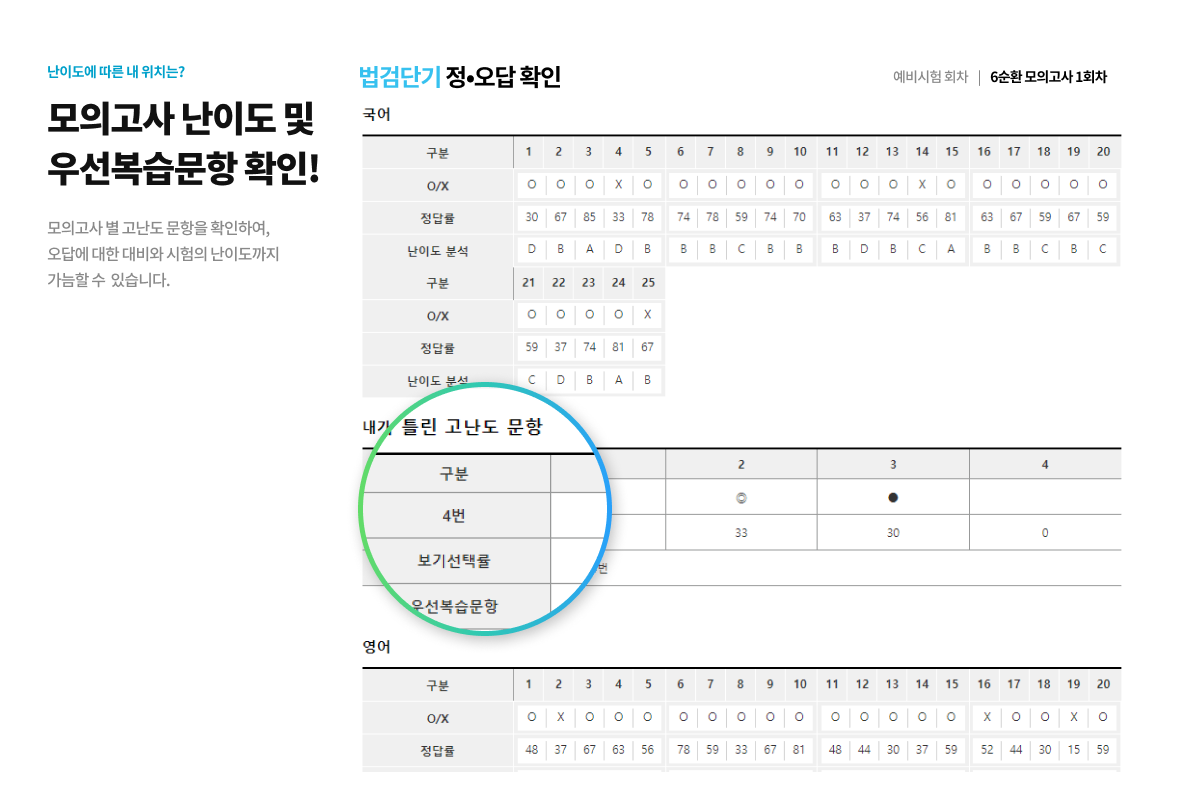 난이도에 따른 내 위치는?
모의고사 난이도 및
우선복습문항 확인!
모의고사 별 고난도 문항을 확인하여,
오답에 대한 대비와 시험의 난이도까지
가늠할 수 있습니다.
법검단기 정•오답 확인
예비시험 회차 | 6순환 모의고사 1회차
국어
구분 1 2 3 4 5 6 7 8 9 10 11 12 13 14 15 16 17 18 19 20
O/X O O O X O O O O O O O O O X O O O O O O
정답률 30 67 85 33 78 74 78 59 74 70 63 37 74 56 81 63 67 59 67 59
난이도 분석 D B A D B B B C B B B D B C A B B C B C
구분 21 22 23 24 25
O/X O O O O X
정답률 59 37 74 81 67
난이도 분석 C D B A B
내가 틀린 고난도 문항
구분 2 3 4
4번 ◎ ●
보기선택률 33 30 0
우선복습문항 번
영어
구분 1 2 3 4 5 6 7 8 9 10 11 12 13 14 15 16 17 18 19 20
O/X O X O O O O O O O O O O O O O X O O X O
정답률 48 37 67 63 56 78 59 33 67 81 48 44 30 37 59 52 44 30 15 59